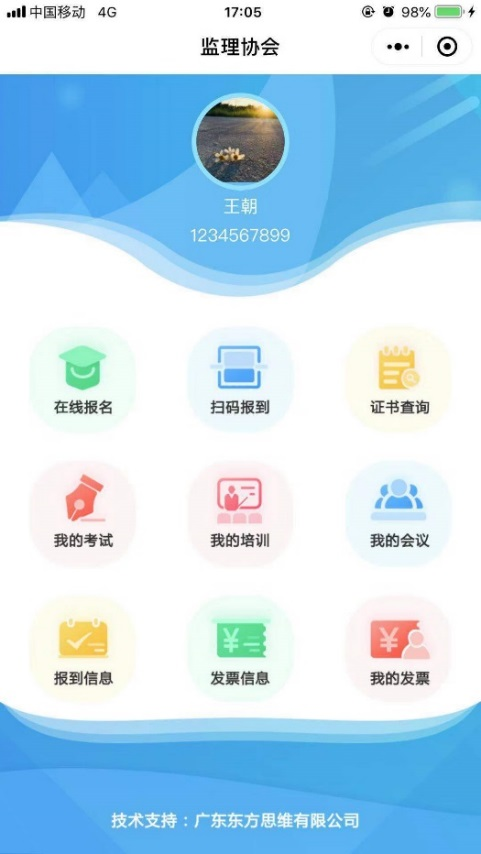 中国移动 4G 17:05 98%
监理协会
王朝
1234567899
在线报名 扫码报到 证书查询
我的考试 我的培训 我的会议
报到信息 发票信息 我的发票
技术支持：广东东方思维有限公司